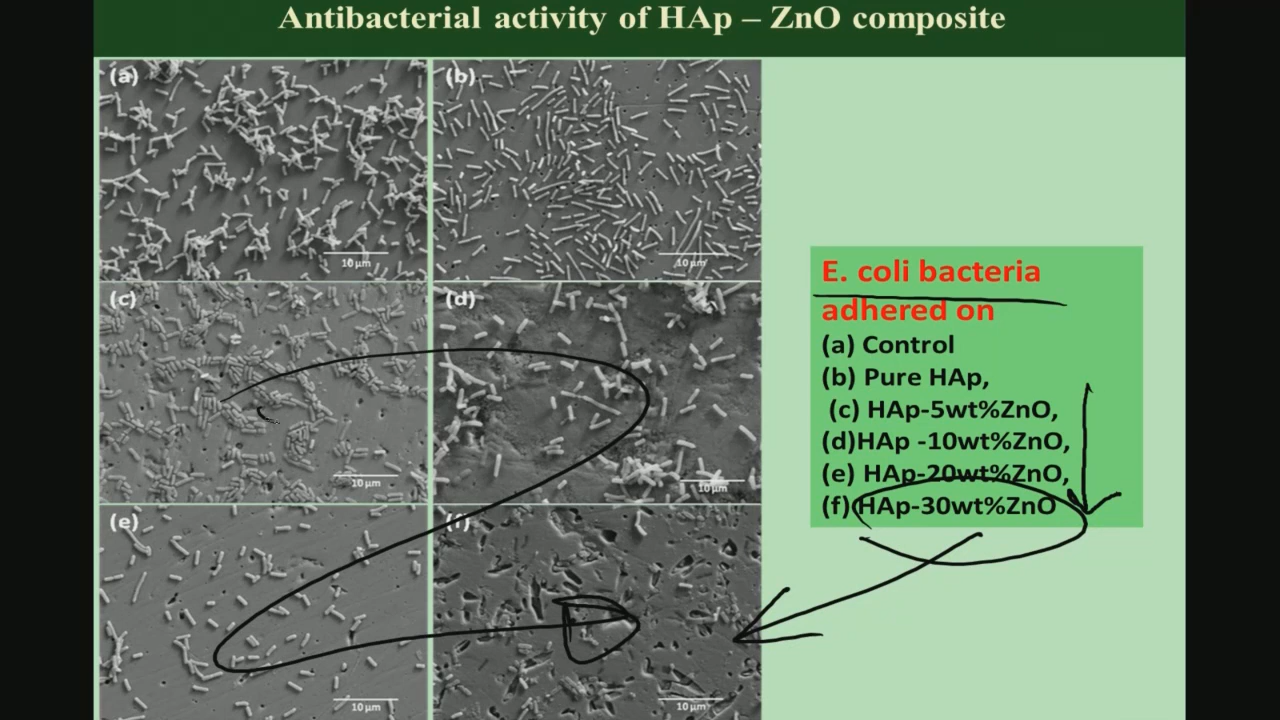 Antibacterial activity of HAp – ZnO composite
(a)
(b)
10 µm
10 µm
(c)
(d)
10 µm
10 µm
(e)
(f)
10 µm
10 µm
E. coli bacteria
adhered on
(a) Control
(b) Pure HAp,
(c) HAp-5wt%ZnO,
(d)HAp -10wt%ZnO,
(e) HAp-20wt%ZnO,
(f) HAp-30wt%ZnO